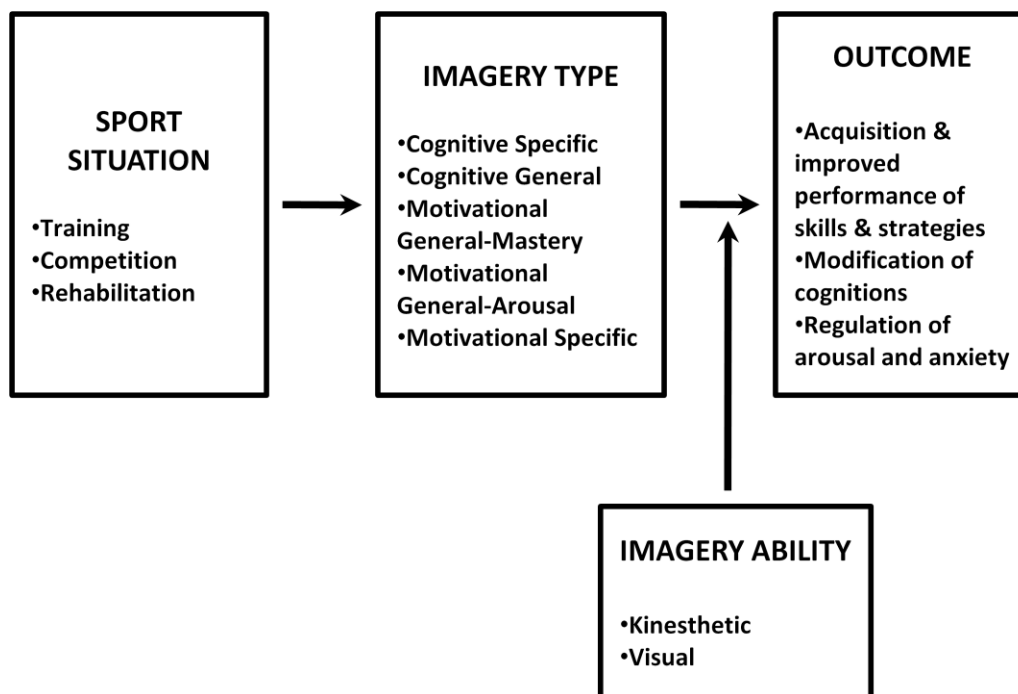 SPORT
SITUATION
•Training
•Competition
•Rehabilitation
IMAGERY TYPE
•Cognitive Specific
•Cognitive General
•Motivational
General-Mastery
•Motivational
General-Arousal
•Motivational Specific
OUTCOME
•Acquisition &
improved
performance of
skills & strategies
•Modification of
cognitions
•Regulation of
arousal and anxiety
IMAGERY ABILITY
•Kinesthetic
•Visual